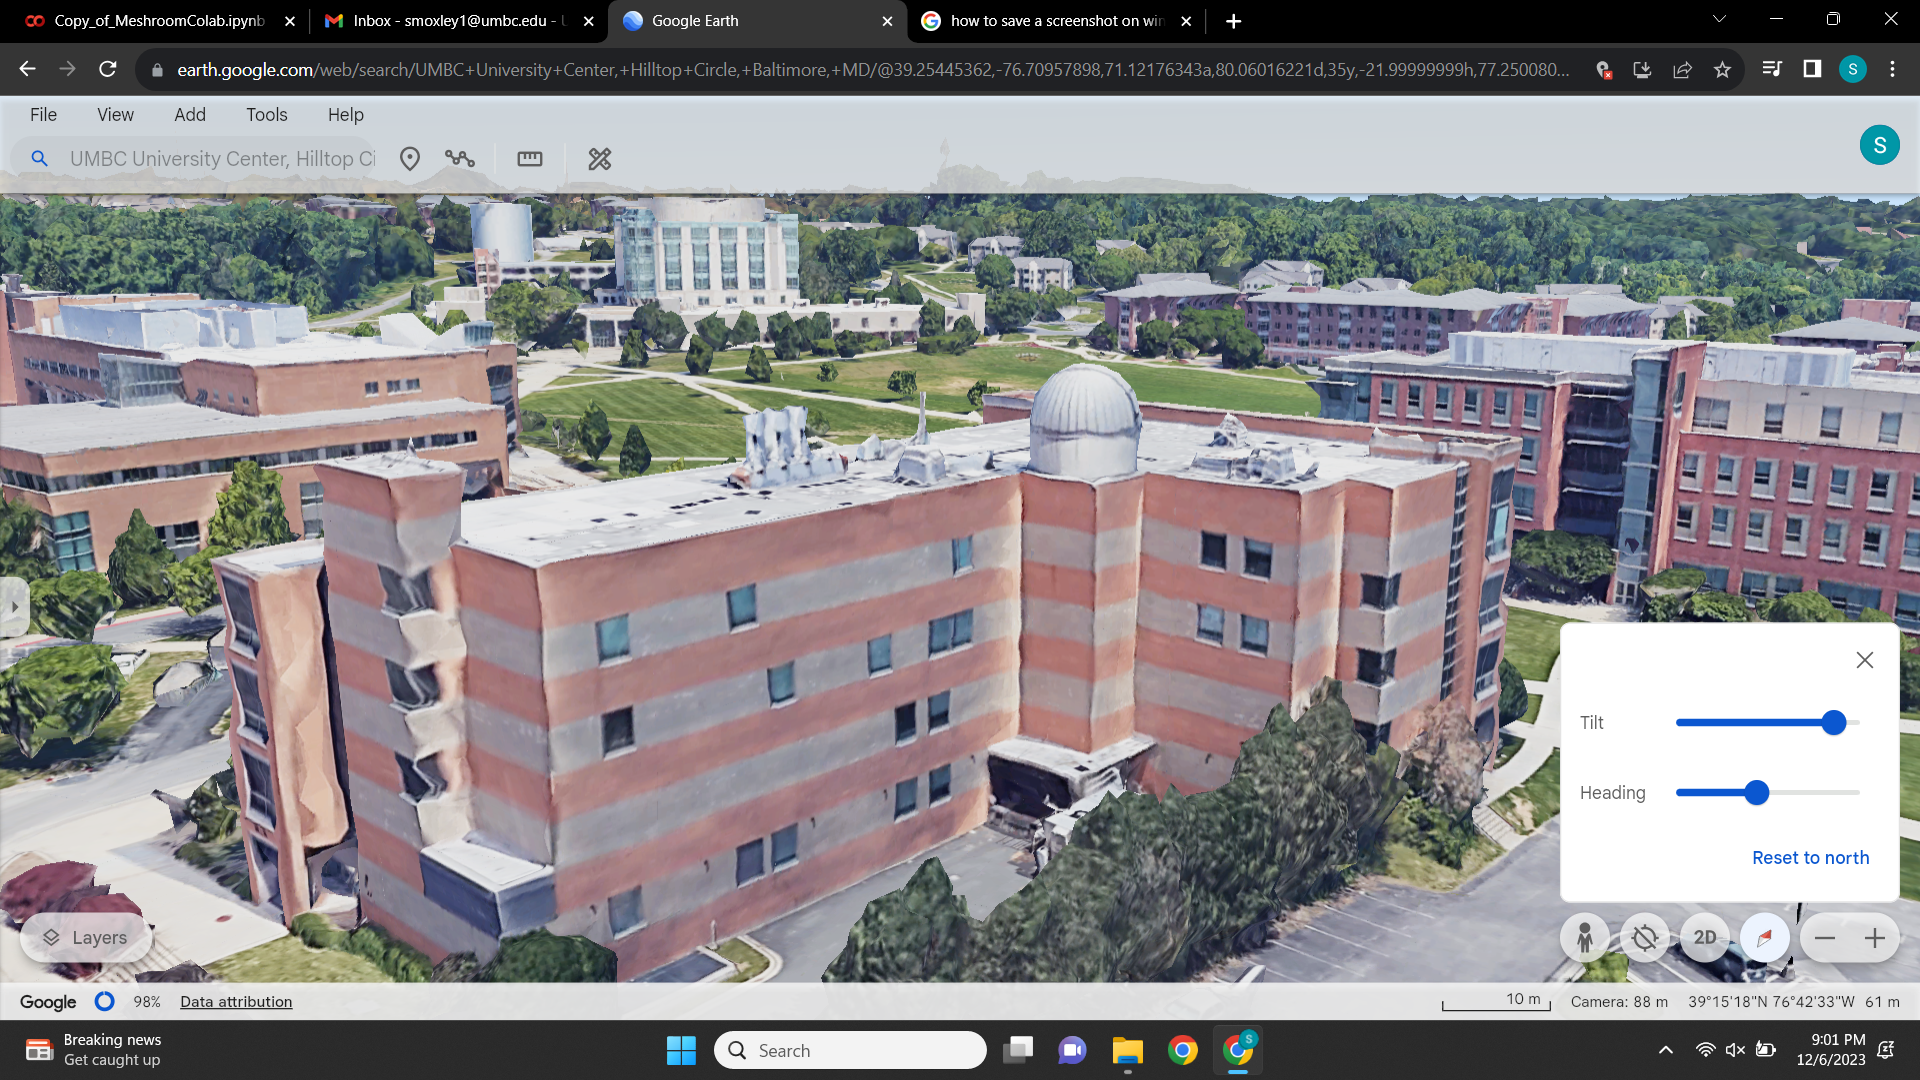 Copy_of_MeshroomColab.ipynb
Inbox - smoxley1@umbc.edu - U
Google Earth
how to save a screenshot on win
earth.google.com/web/search/UMBC+University+Center,+Hilltop+Circle,+Baltimore,+MD/@39.25445362,-76.70957898,71.12176343a,80.06016221d,35y,-21.99999999h,77.250080...
S
File View Add Tools Help
UMBC University Center, Hilltop Ci
S
Tilt
Heading
Reset to north
Layers
2D
Google 98% Data attribution
10 m Camera: 88 m 39°15'18"N 76°42'33"W 61 m
Breaking news
Get caught up
Search
S
9:01 PM
12/6/2023